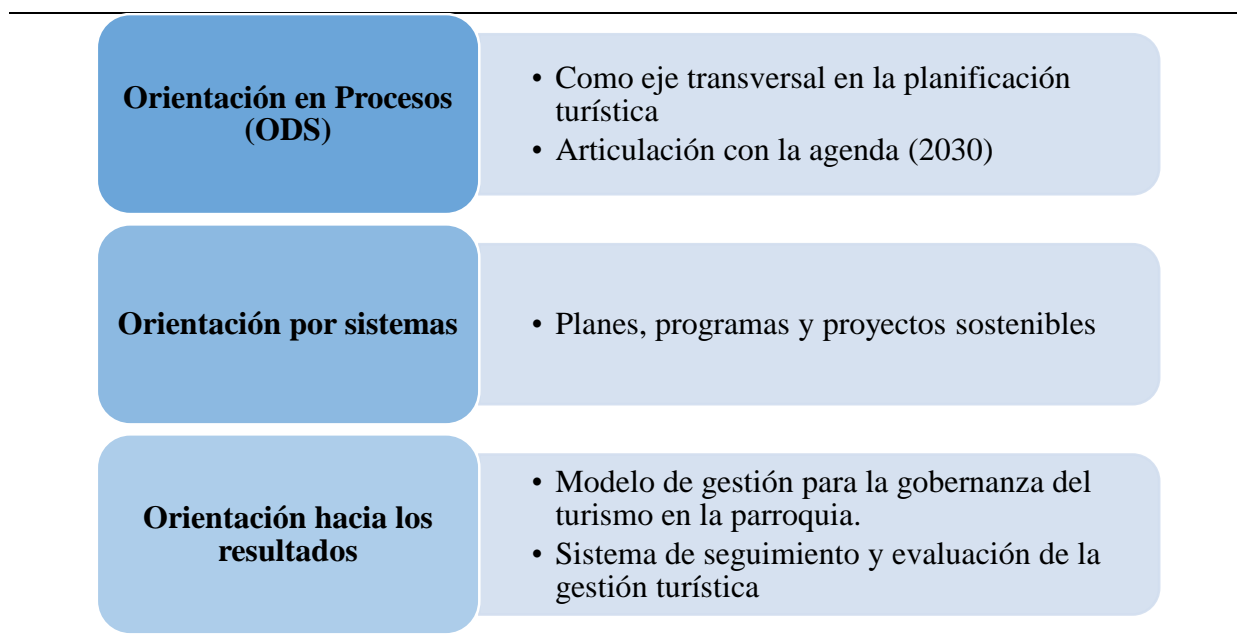 Orientación en Procesos
(ODS)
• Como eje transversal en la planificación
turística
• Articulación con la agenda (2030)
Orientación por sistemas
• Planes, programas y proyectos sostenibles
Orientación hacia los
resultados
• Modelo de gestión para la gobernanza del
turismo en la parroquia.
• Sistema de seguimiento y evaluación de la
gestión turística